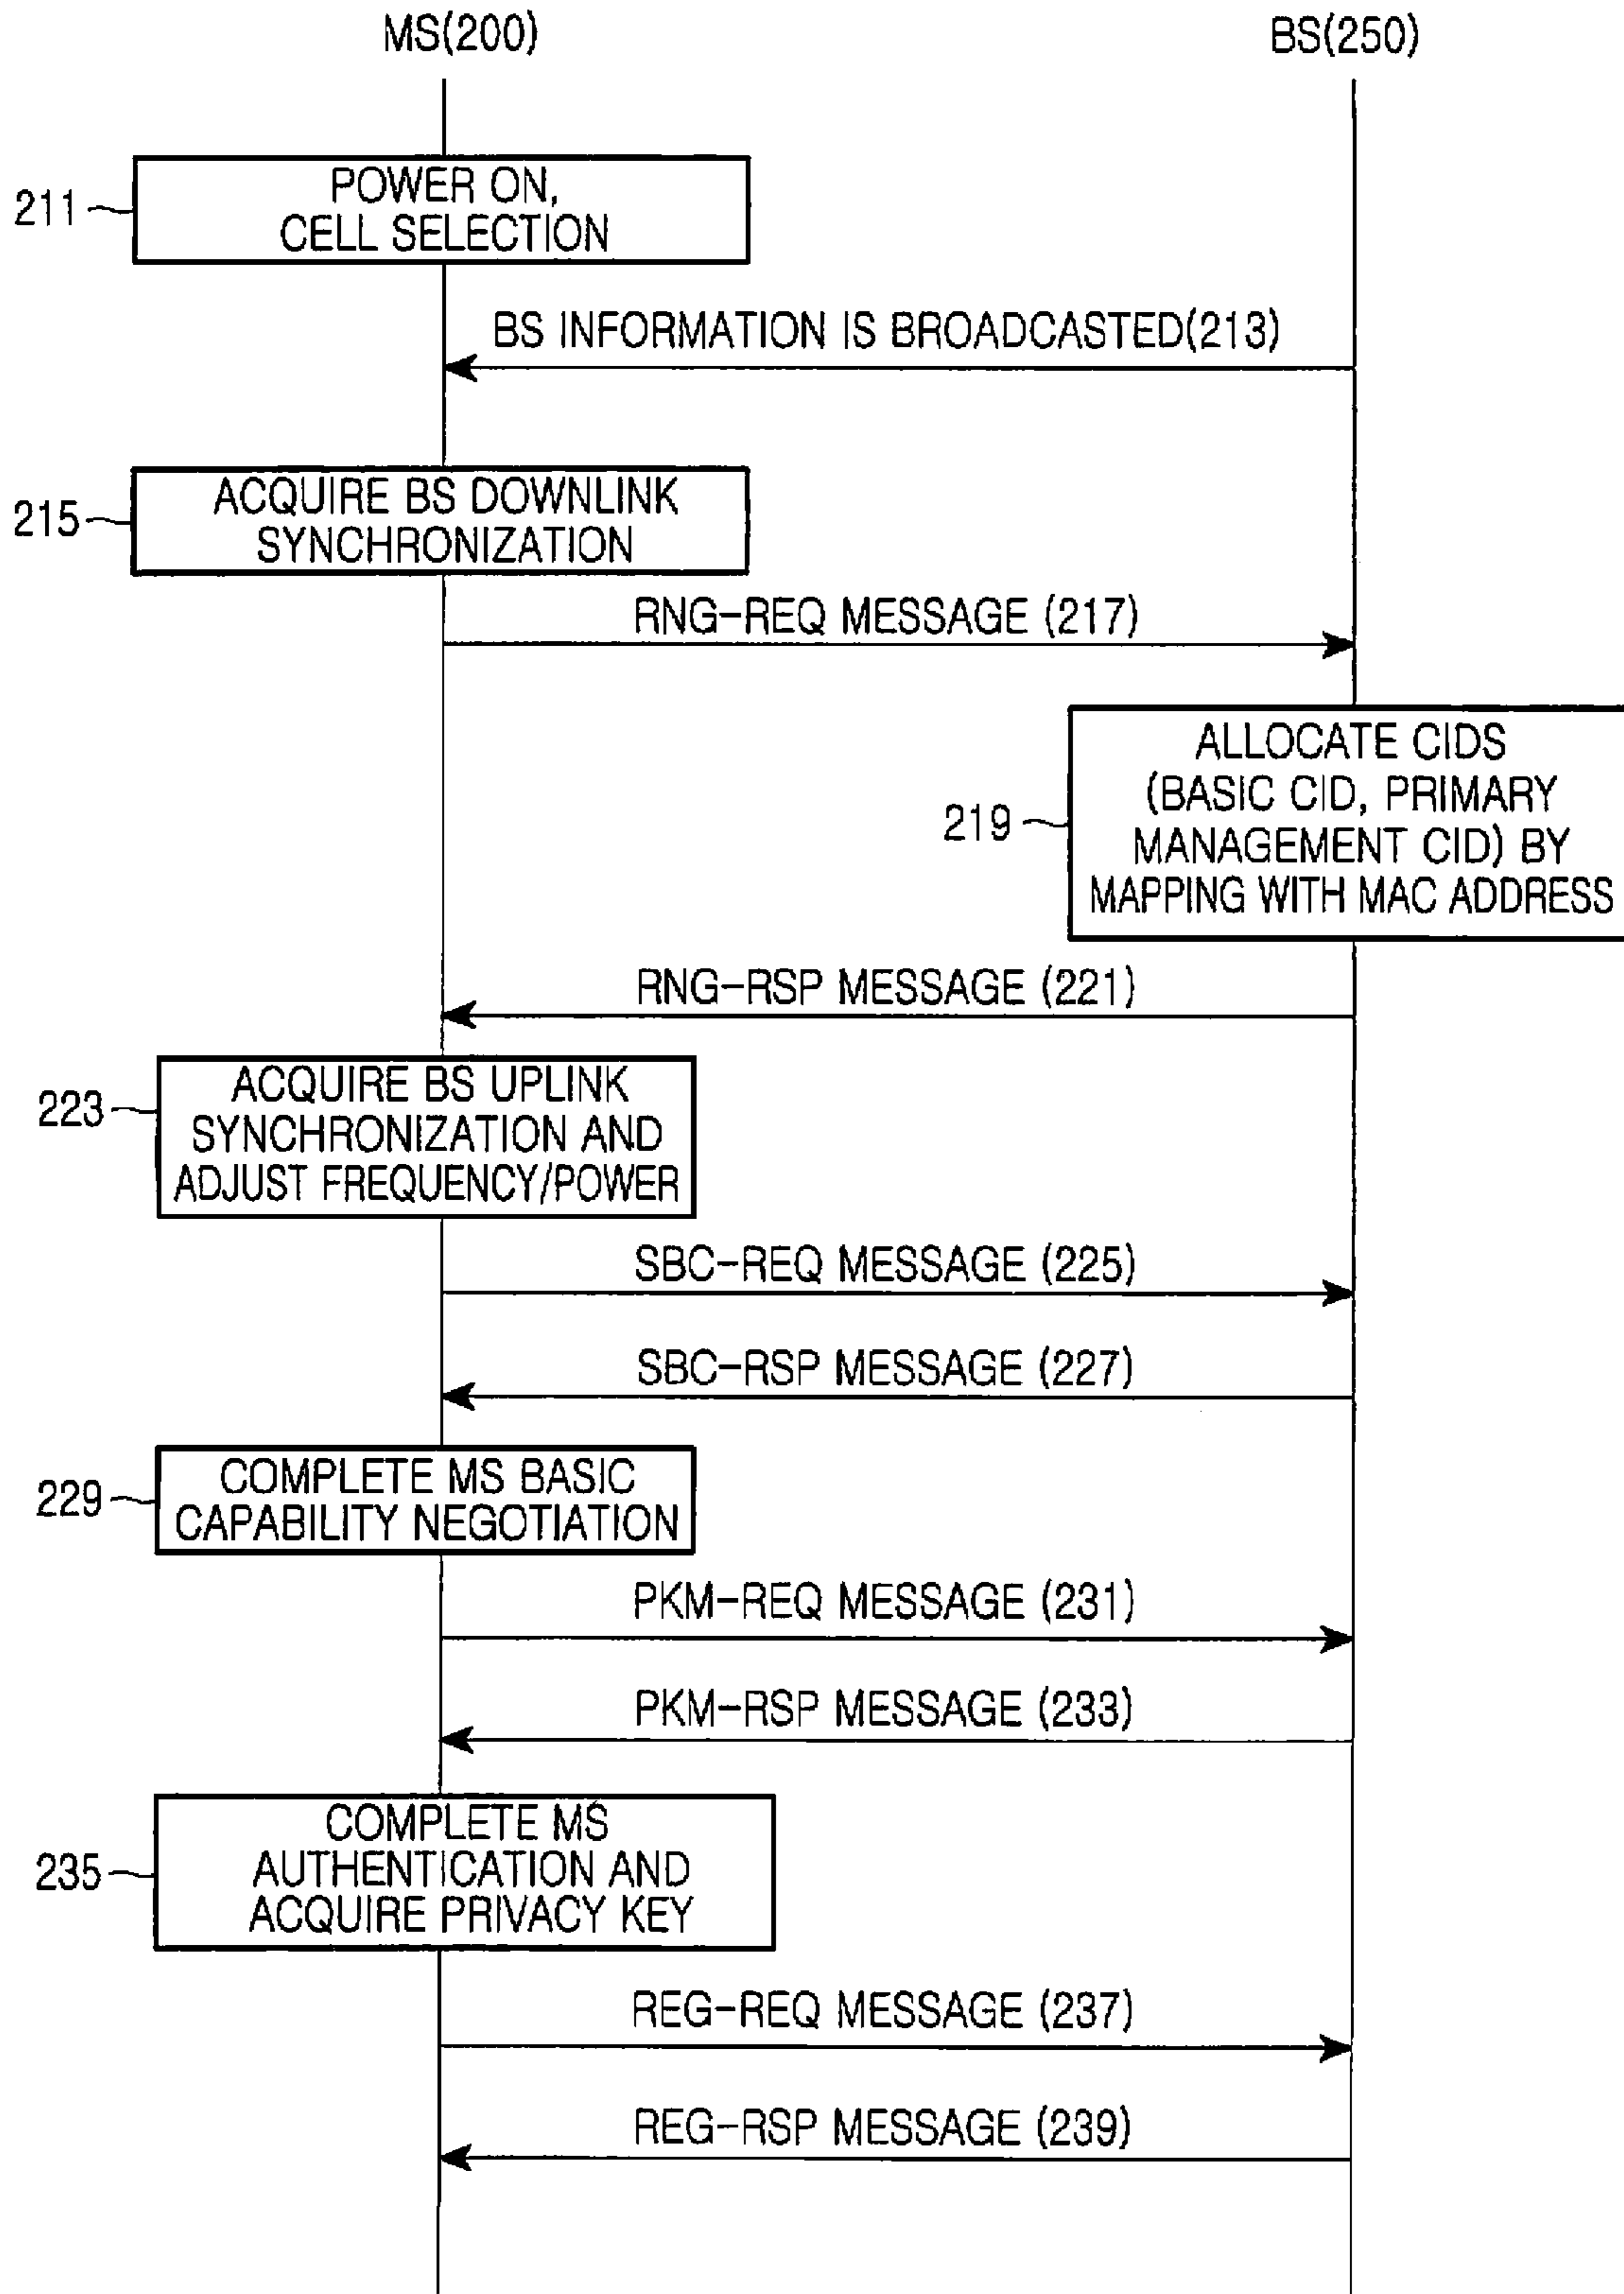 MS(200)
BS(250)
211
POWER ON,
CELL SELECTION
BS INFORMATION IS BROADCASTED(213)
215
ACQUIRE BS DOWNLINK
SYNCHRONIZATION
RNG-REQ MESSAGE (217)
219
ALLOCATE CIDS
(BASIC CID, PRIMARY
MANAGEMENT CID) BY
MAPPING WITH MAC ADDRESS
RNG-RSP MESSAGE (221)
223
ACQUIRE BS UPLINK
SYNCHRONIZATION AND
ADJUST FREQUENCY/POWER
SBC-REQ MESSAGE (225)
SBC-RSP MESSAGE (227)
229
COMPLETE MS BASIC
CAPABILITY NEGOTIATION
PKM-REQ MESSAGE (231)
PKM-RSP MESSAGE (233)
235
COMPLETE MS
AUTHENTICATION AND
ACQUIRE PRIVACY KEY
REG-REQ MESSAGE (237)
REG-RSP MESSAGE (239)